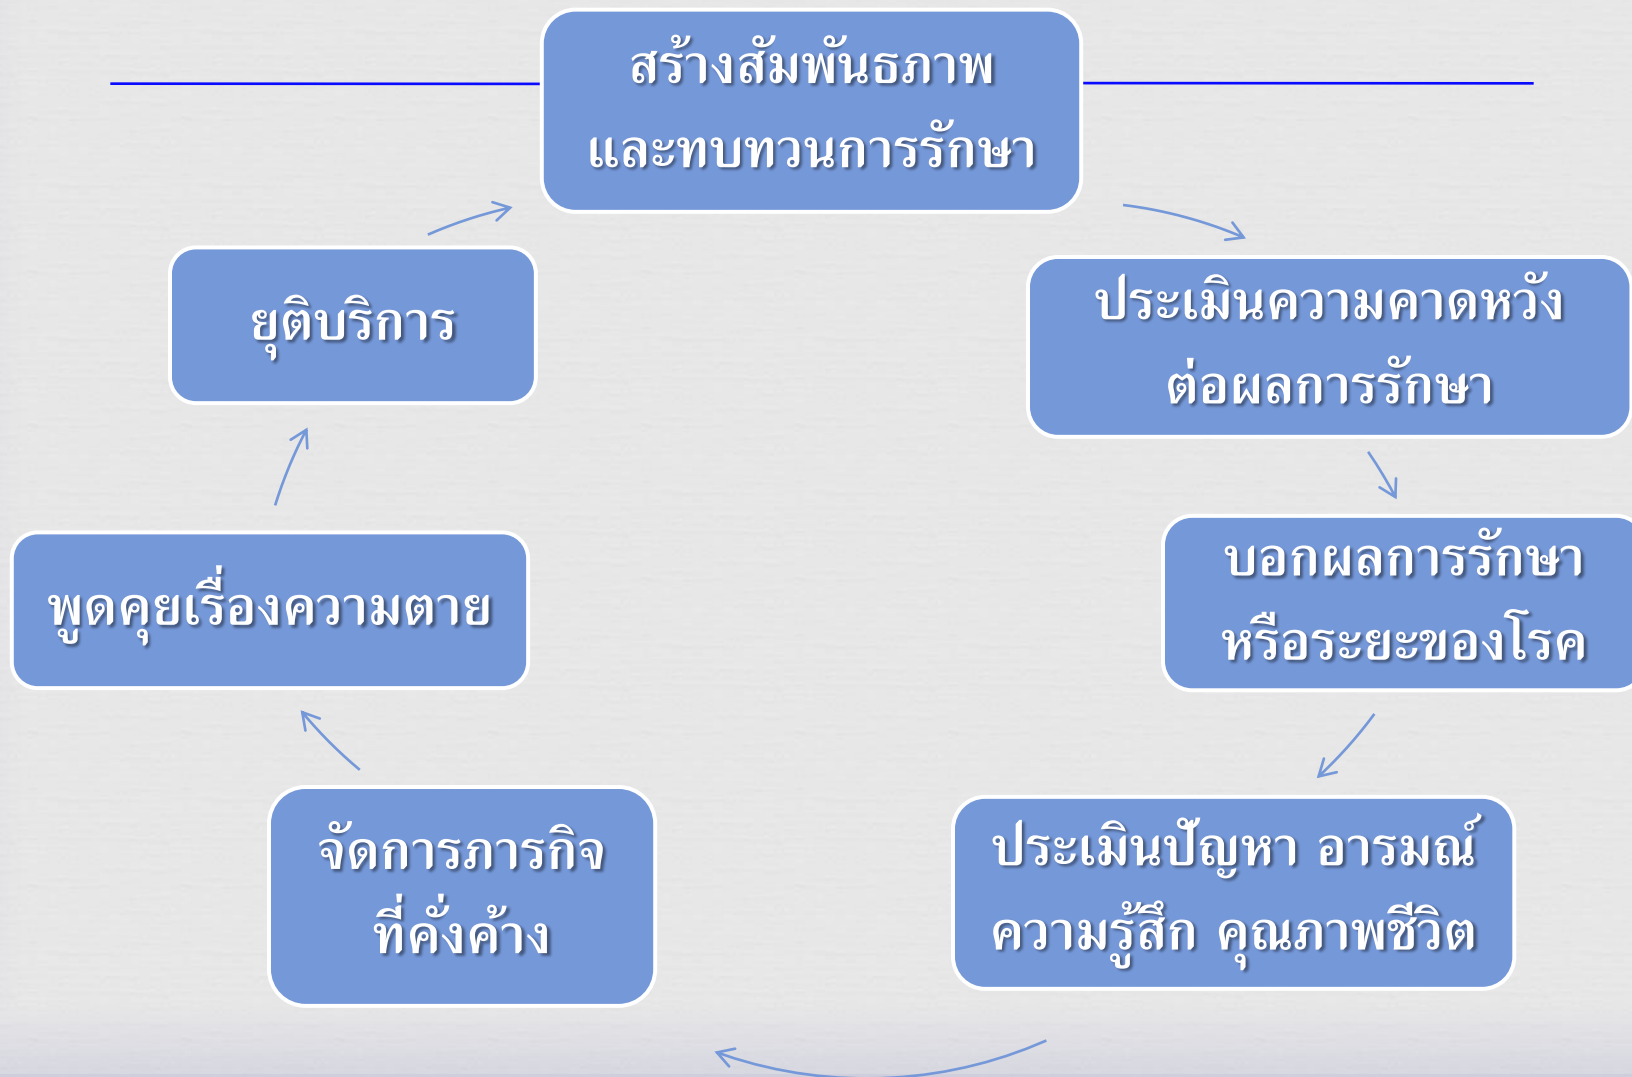 สร้างสัมพันธภาพ
และทบทวนการรักษา
ประเมินความคาดหวัง
ต่อผลการรักษา
บอกผลการรักษา
หรือระยะของโรค
ประเมินปัญหา อารมณ์
ความรู้สึก คุณภาพชีวิต
จัดการภารกิจ
ที่คั่งค้าง
พูดคุยเรื่องความตาย
ยุติบริการ